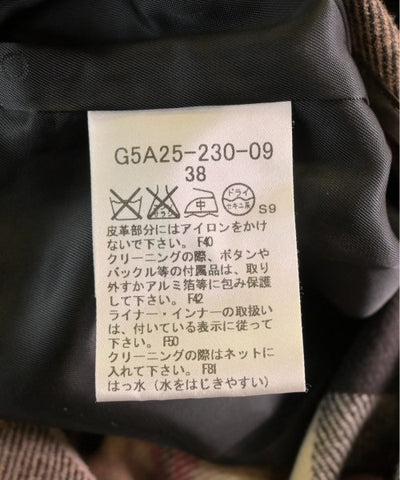 G5A25-230-09
38
エンソサラシ 中 ドライ セキユ系 S9
皮革部分にはアイロンをかけ
ないで下さい。F40
クリーニングの際、ボタンや
バックル等の付属品は、取り
外すかアルミ箔等に包み保護
して下さい。F42
ライナー・インナーの取扱い
は、付いている表示に従って
下さい。F50
クリーニングの際はネットに
入れて下さい。F81
はっ水（水をはじきやすい）